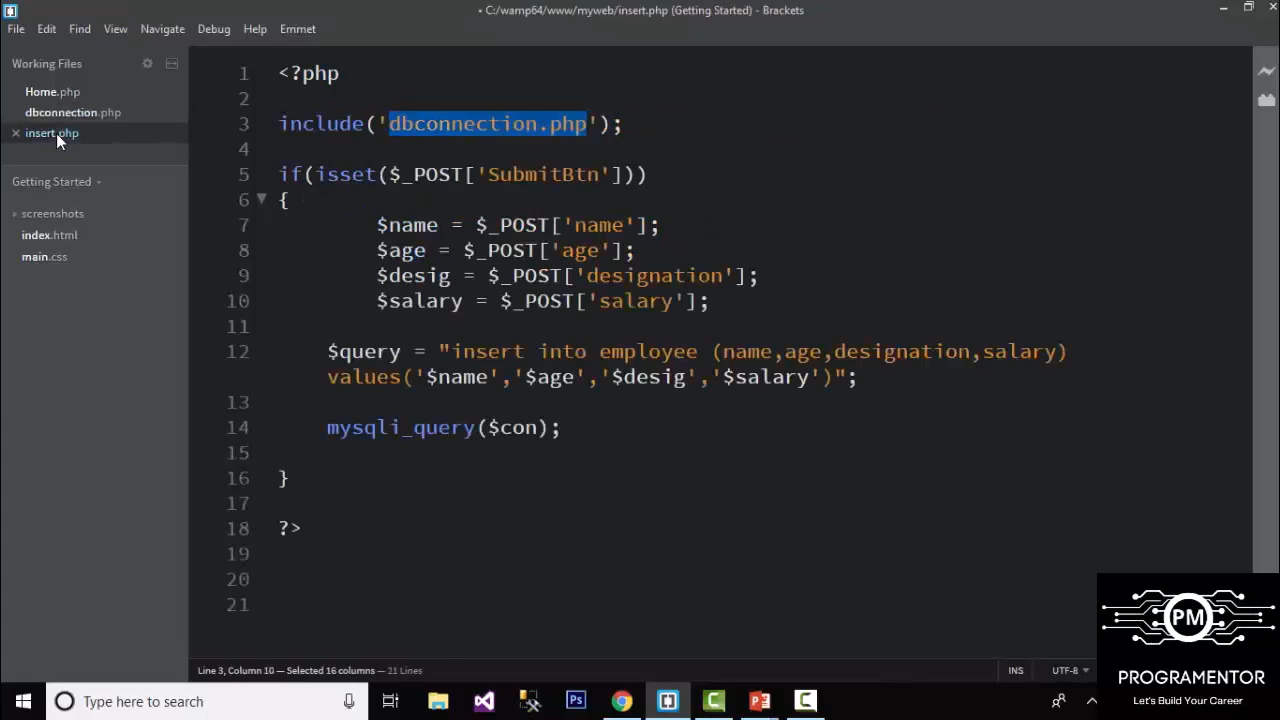 • C:/wamp64/www/myweb/insert.php (Getting Started) - Brackets
File Edit Find View Navigate Debug Help Emmet
Working Files
Home.php
dbconnection.php
insert.php
Getting Started
screenshots
index.html
main.css
1 <?php
2
3 include('dbconnection.php');
4
5 if(isset($_POST['SubmitBtn']))
6 {
7 $name = $_POST['name'];
8 $age = $_POST['age'];
9 $desig = $_POST['designation'];
10 $salary = $_POST['salary'];
11
12 $query = "insert into employee (name,age,designation,salary)
values('$name','$age','$desig','$salary')";
13
14 mysqli_query($con);
15
16 }
17
18 ?>
19
20
21
Line 3, Column 10 — Selected 16 columns — 21 Lines
INS UTF-8
PM
PROGRAMENTOR
Let's Build Your Career
Type here to search
Ps